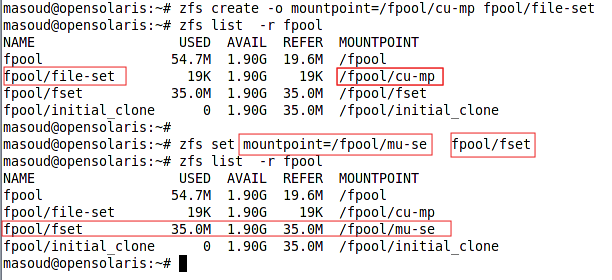 masoud@opensolaris:~# zfs create -o mountpoint=/fpool/cu-mp fpool/file-set
masoud@opensolaris:~# zfs list  -r fpool
NAME                  USED  AVAIL  REFER  MOUNTPOINT
fpool                54.7M  1.90G  19.6M  /fpool
fpool/file-set         19K  1.90G    19K  /fpool/cu-mp
fpool/fset           35.0M  1.90G  35.0M  /fpool/fset
fpool/initial_clone      0  1.90G  35.0M  /fpool/initial_clone
masoud@opensolaris:~#
masoud@opensolaris:~# zfs set mountpoint=/fpool/mu-se   fpool/fset
masoud@opensolaris:~# zfs list  -r fpool
NAME                  USED  AVAIL  REFER  MOUNTPOINT
fpool                54.7M  1.90G  19.6M  /fpool
fpool/file-set         19K  1.90G    19K  /fpool/cu-mp
fpool/fset           35.0M  1.90G  35.0M  /fpool/mu-se
fpool/initial_clone      0  1.90G  35.0M  /fpool/initial_clone
masoud@opensolaris:~#